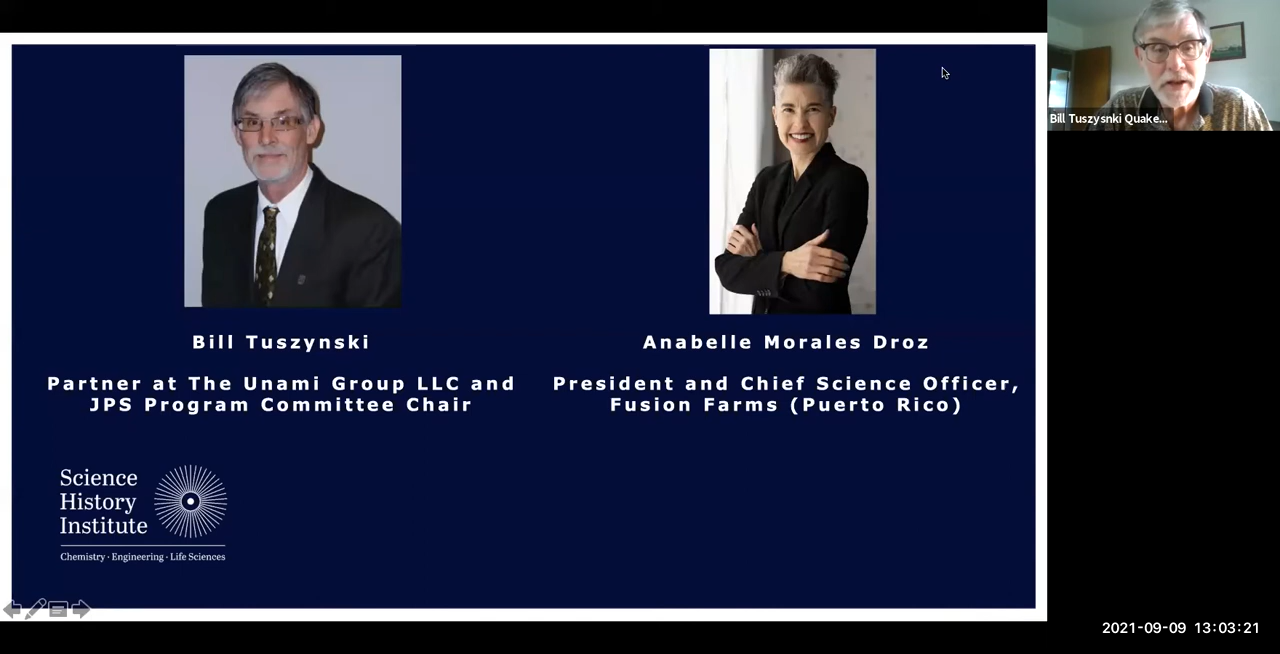 Bill Tuszysnki Quake...
Bill Tuszynski
Partner at The Unami Group LLC and
JPS Program Committee Chair
Anabelle Morales Droz
President and Chief Science Officer,
Fusion Farms (Puerto Rico)
Science
History
Institute
Chemistry · Engineering · Life Sciences
2021-09-09 13:03:21